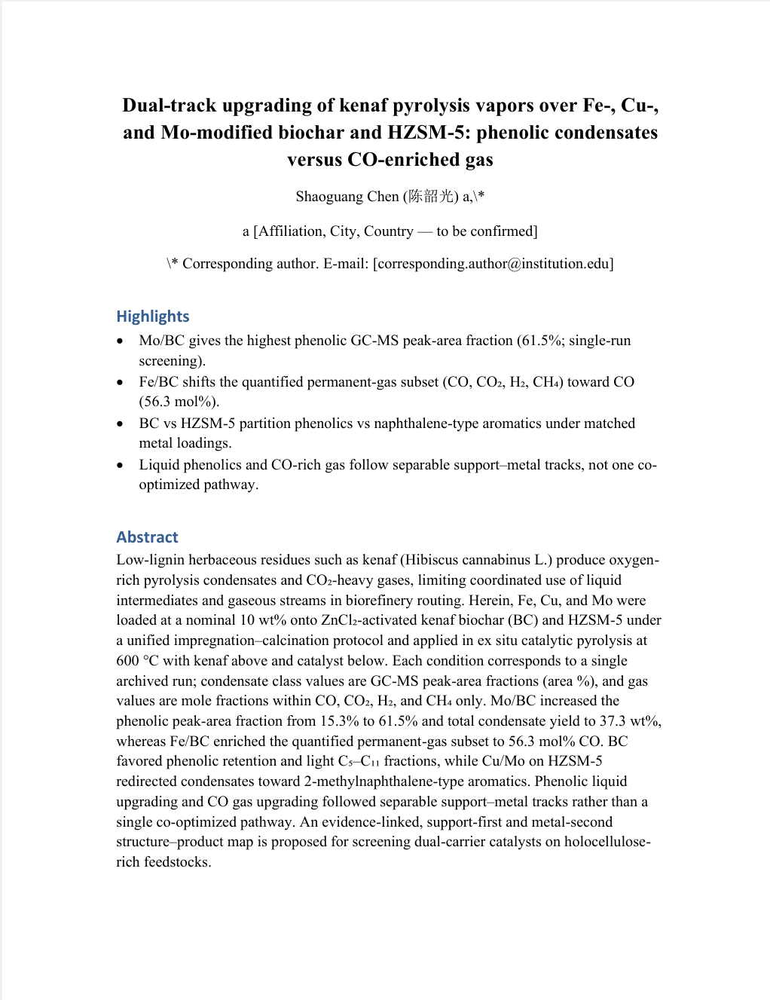 Dual-track upgrading of kenaf pyrolysis vapors over Fe-, Cu-,
and Mo-modified biochar and HZSM-5: phenolic condensates
versus CO-enriched gas
Shaoguang Chen (陈韶光) a,\*
a [Affiliation, City, Country — to be confirmed]
\* Corresponding author. E-mail: [corresponding.author@institution.edu]
Highlights
• Mo/BC gives the highest phenolic GC-MS peak-area fraction (61.5%; single-run
screening).
• Fe/BC shifts the quantified permanent-gas subset (CO, CO₂, H₂, CH₄) toward CO
(56.3 mol%).
• BC vs HZSM-5 partition phenolics vs naphthalene-type aromatics under matched
metal loadings.
• Liquid phenolics and CO-rich gas follow separable support–metal tracks, not one co-
optimized pathway.
Abstract
Low-lignin herbaceous residues such as kenaf (Hibiscus cannabinus L.) produce oxygen-
rich pyrolysis condensates and CO₂-heavy gases, limiting coordinated use of liquid
intermediates and gaseous streams in biorefinery routing. Herein, Fe, Cu, and Mo were
loaded at a nominal 10 wt% onto ZnCl₂-activated kenaf biochar (BC) and HZSM-5 under
a unified impregnation–calcination protocol and applied in ex situ catalytic pyrolysis at
600 °C with kenaf above and catalyst below. Each condition corresponds to a single
archived run; condensate class values are GC-MS peak-area fractions (area %), and gas
values are mole fractions within CO, CO₂, H₂, and CH₄ only. Mo/BC increased the
phenolic peak-area fraction from 15.3% to 61.5% and total condensate yield to 37.3 wt%,
whereas Fe/BC enriched the quantified permanent-gas subset to 56.3 mol% CO. BC
favored phenolic retention and light C₅–C₁₁ fractions, while Cu/Mo on HZSM-5
redirected condensates toward 2-methylnaphthalene-type aromatics. Phenolic liquid
upgrading and CO gas upgrading followed separable support–metal tracks rather than a
single co-optimized pathway. An evidence-linked, support-first and metal-second
structure–product map is proposed for screening dual-carrier catalysts on holocellulose-
rich feedstocks.